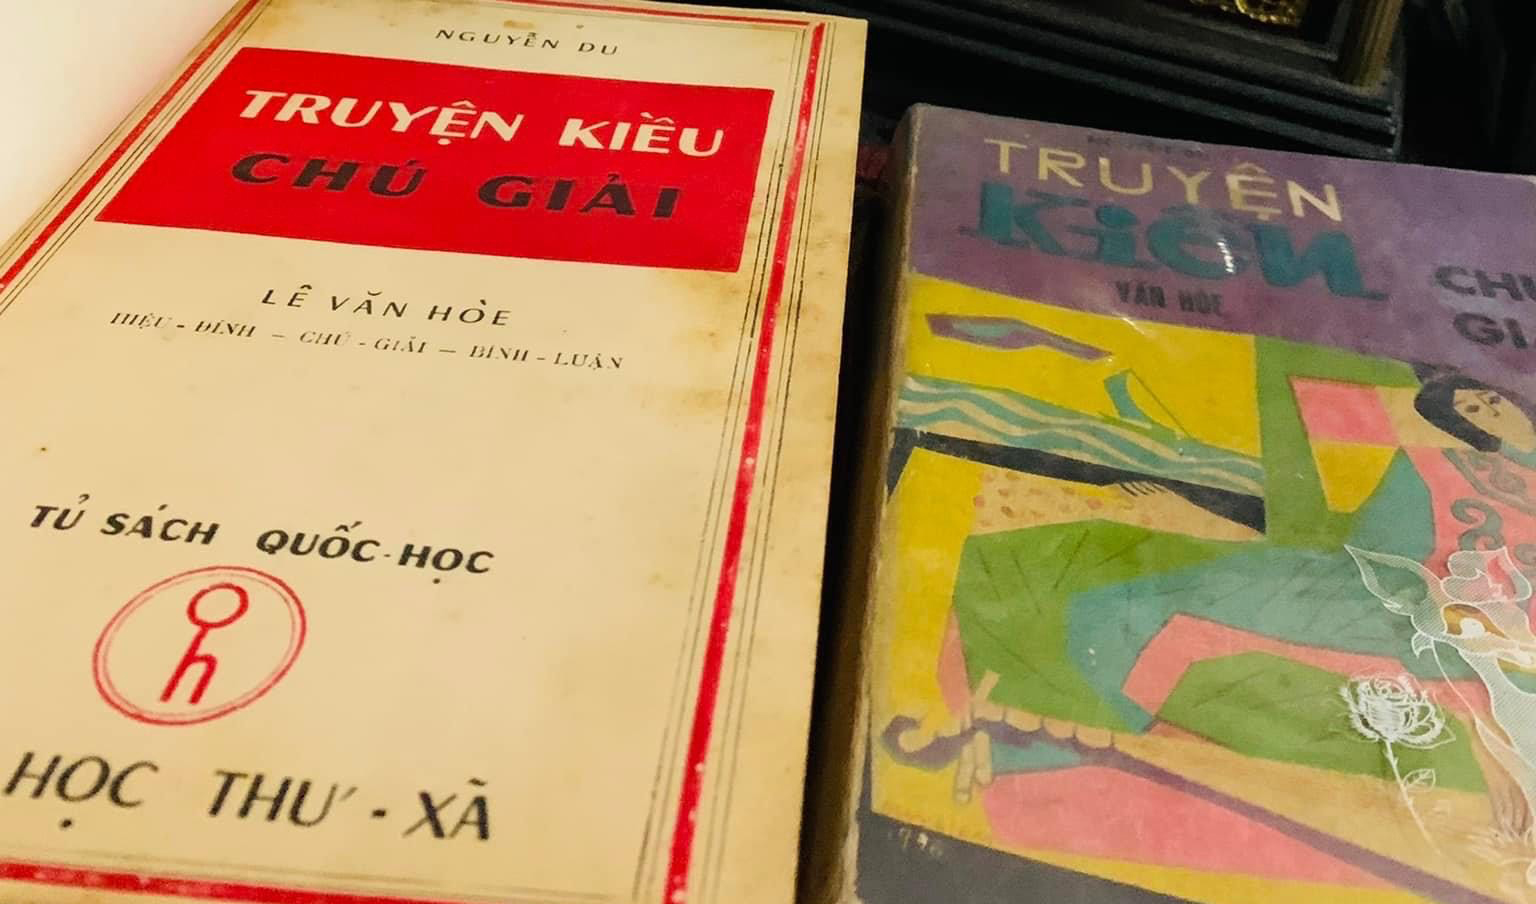 NGUYỄN DU
TRUYỆN KIỀU
CHÚ GIẢI
LÊ VĂN HÒE
HIỆU - ĐÍNH — CHÚ - GIẢI — BÌNH - LUẬN
TỦ SÁCH QUỐC-HỌC
HỌC THƯ - XÃ
TRUYỆN
Kiều
VĂN HÒE